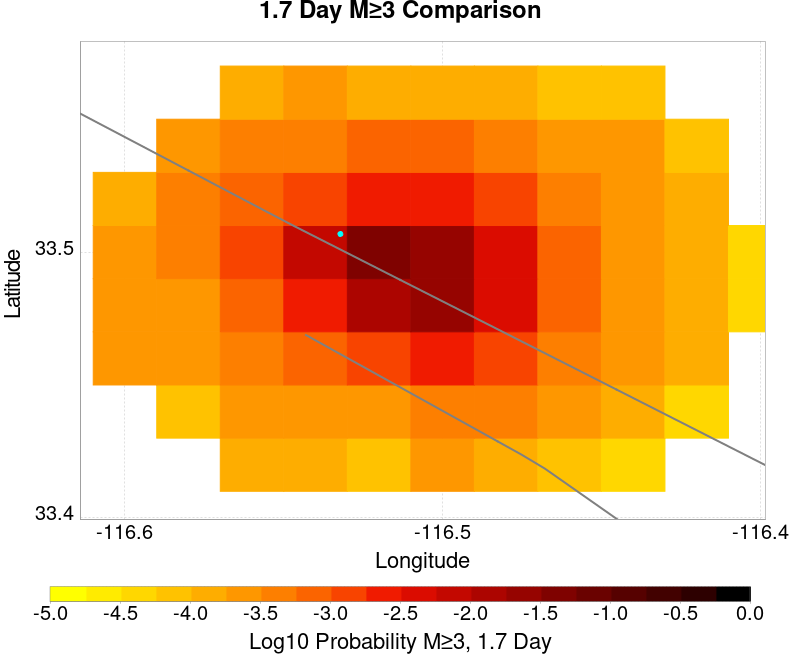 1.7 Day M≥3 Comparison
33.5
Latitude
33.4
-116.6 -116.5 -116.4
Longitude
-5.0 -4.5 -4.0 -3.5 -3.0 -2.5 -2.0 -1.5 -1.0 -0.5 0.0
Log10 Probability M≥3, 1.7 Day